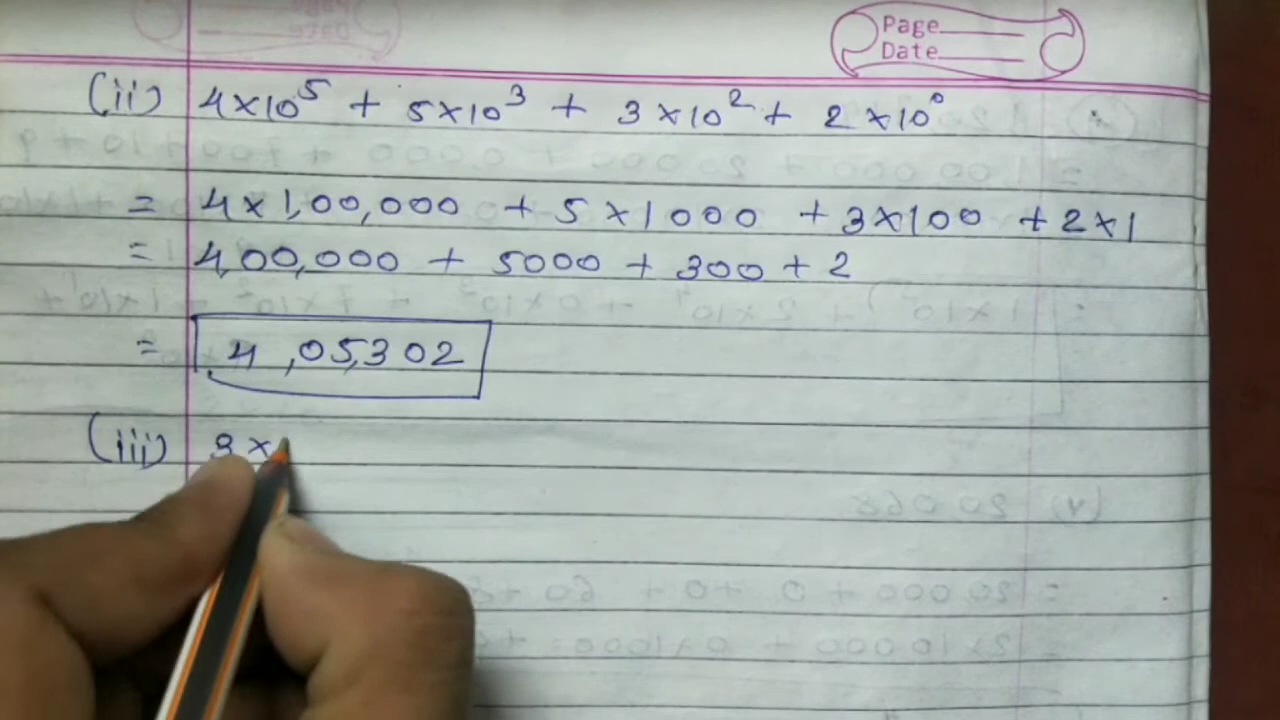 Page
Date
(ii) 4×10⁵ + 5×10³ + 3×10² + 2×10⁰
= 4×1,00,000 + 5×1000 + 3×100 + 2×1
= 4,00,000 + 5000 + 300 + 2
= 4,05,302
(iii) 3×